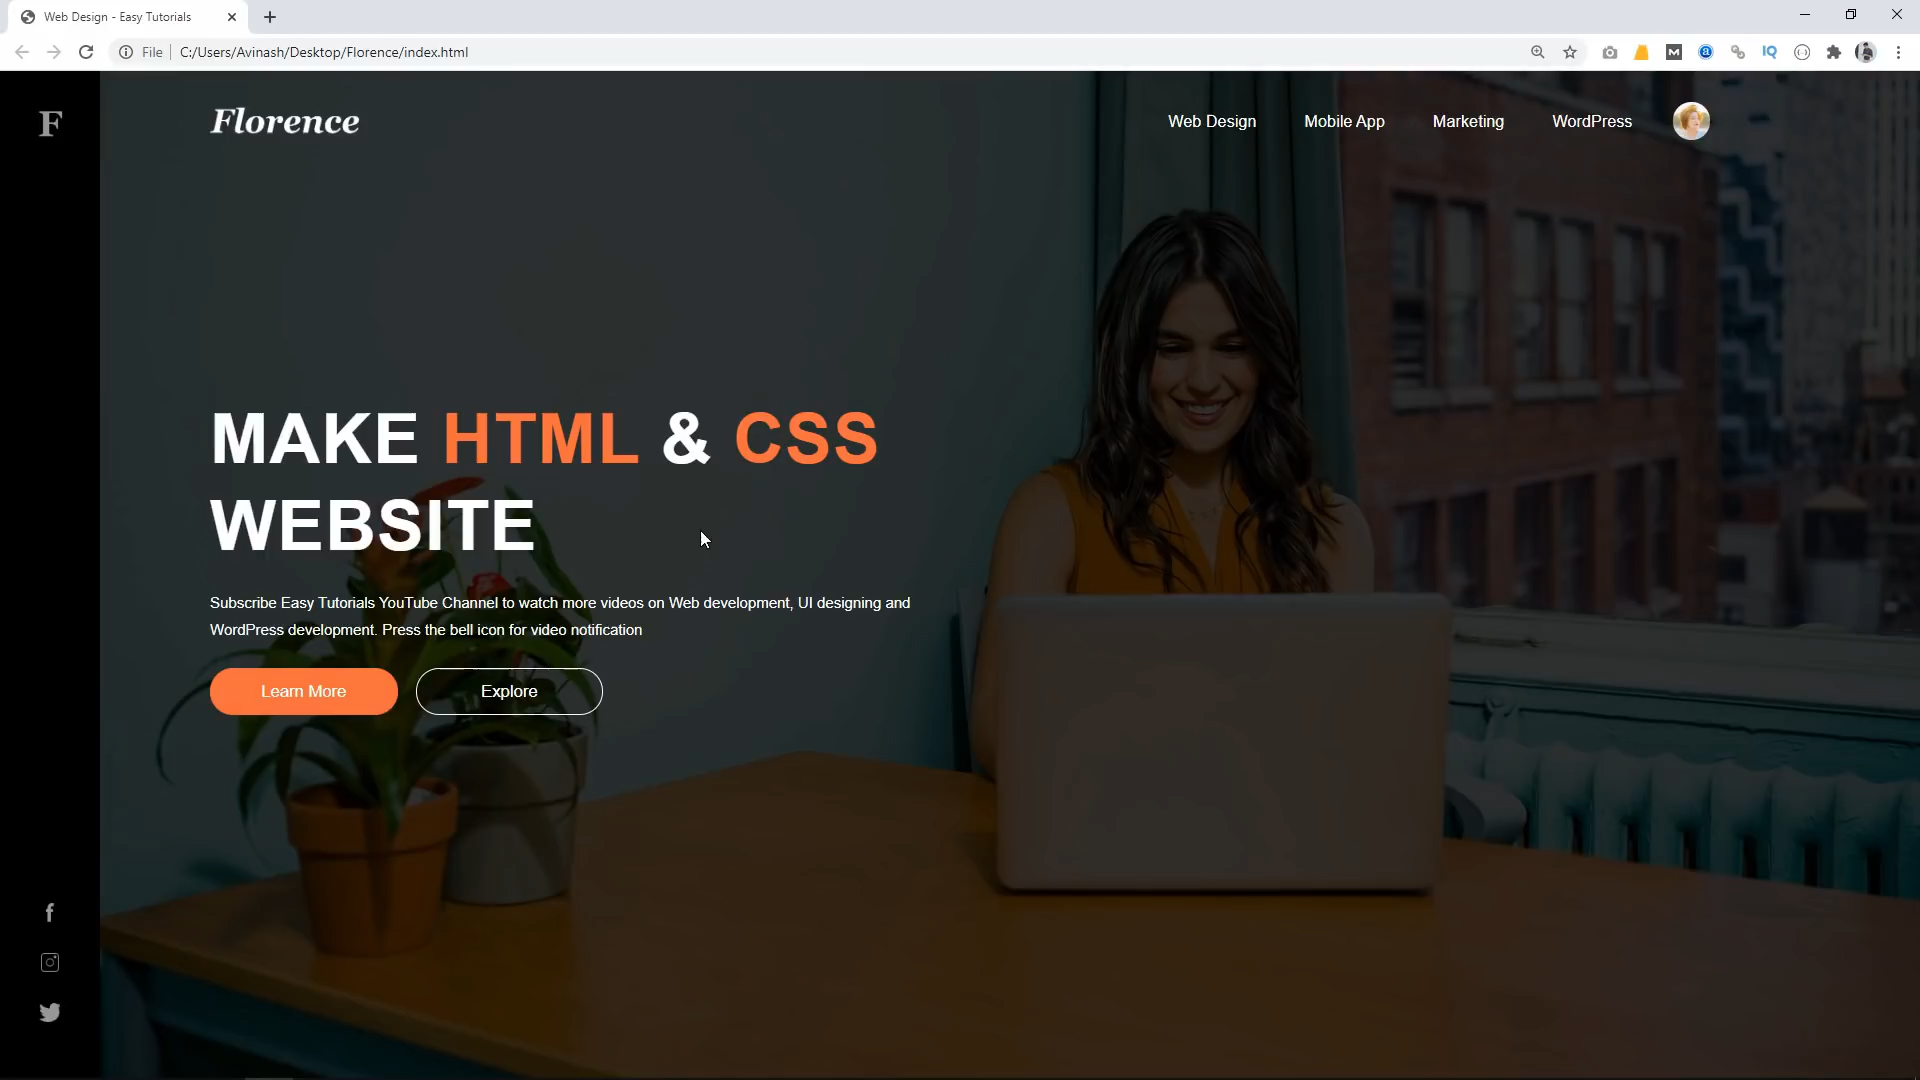 Web Design - Easy Tutorials
File
C:/Users/Avinash/Desktop/Florence/index.html
M
a
IQ
F
Florence
Web Design
Mobile App
Marketing
WordPress
MAKE HTML & CSS
WEBSITE
Subscribe Easy Tutorials YouTube Channel to watch more videos on Web development, UI designing and
WordPress development. Press the bell icon for video notification
Learn More
Explore
f